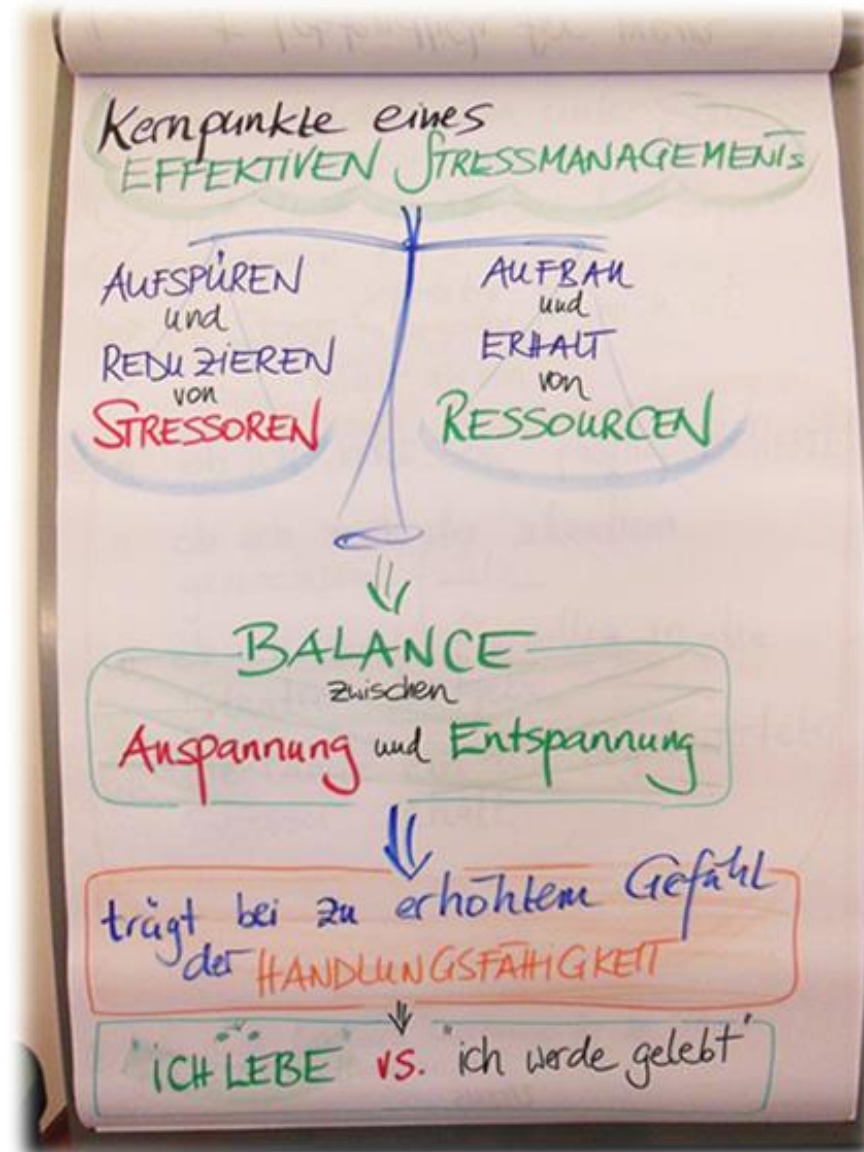 Kernpunkte eines
EFFEKTIVEN STRESSMANAGEMENTs
AUFSPÜREN
und
REDUZIEREN
von
STRESSOREN
AUFBAU
und
ERHALT
von
RESSOURCEN
BALANCE
zwischen
Anspannung und Entspannung
trägt bei zu erhöhtem Gefühl
der HANDLUNGSFÄHIGKEIT
"ICH LEBE" vs. "ich werde gelebt"